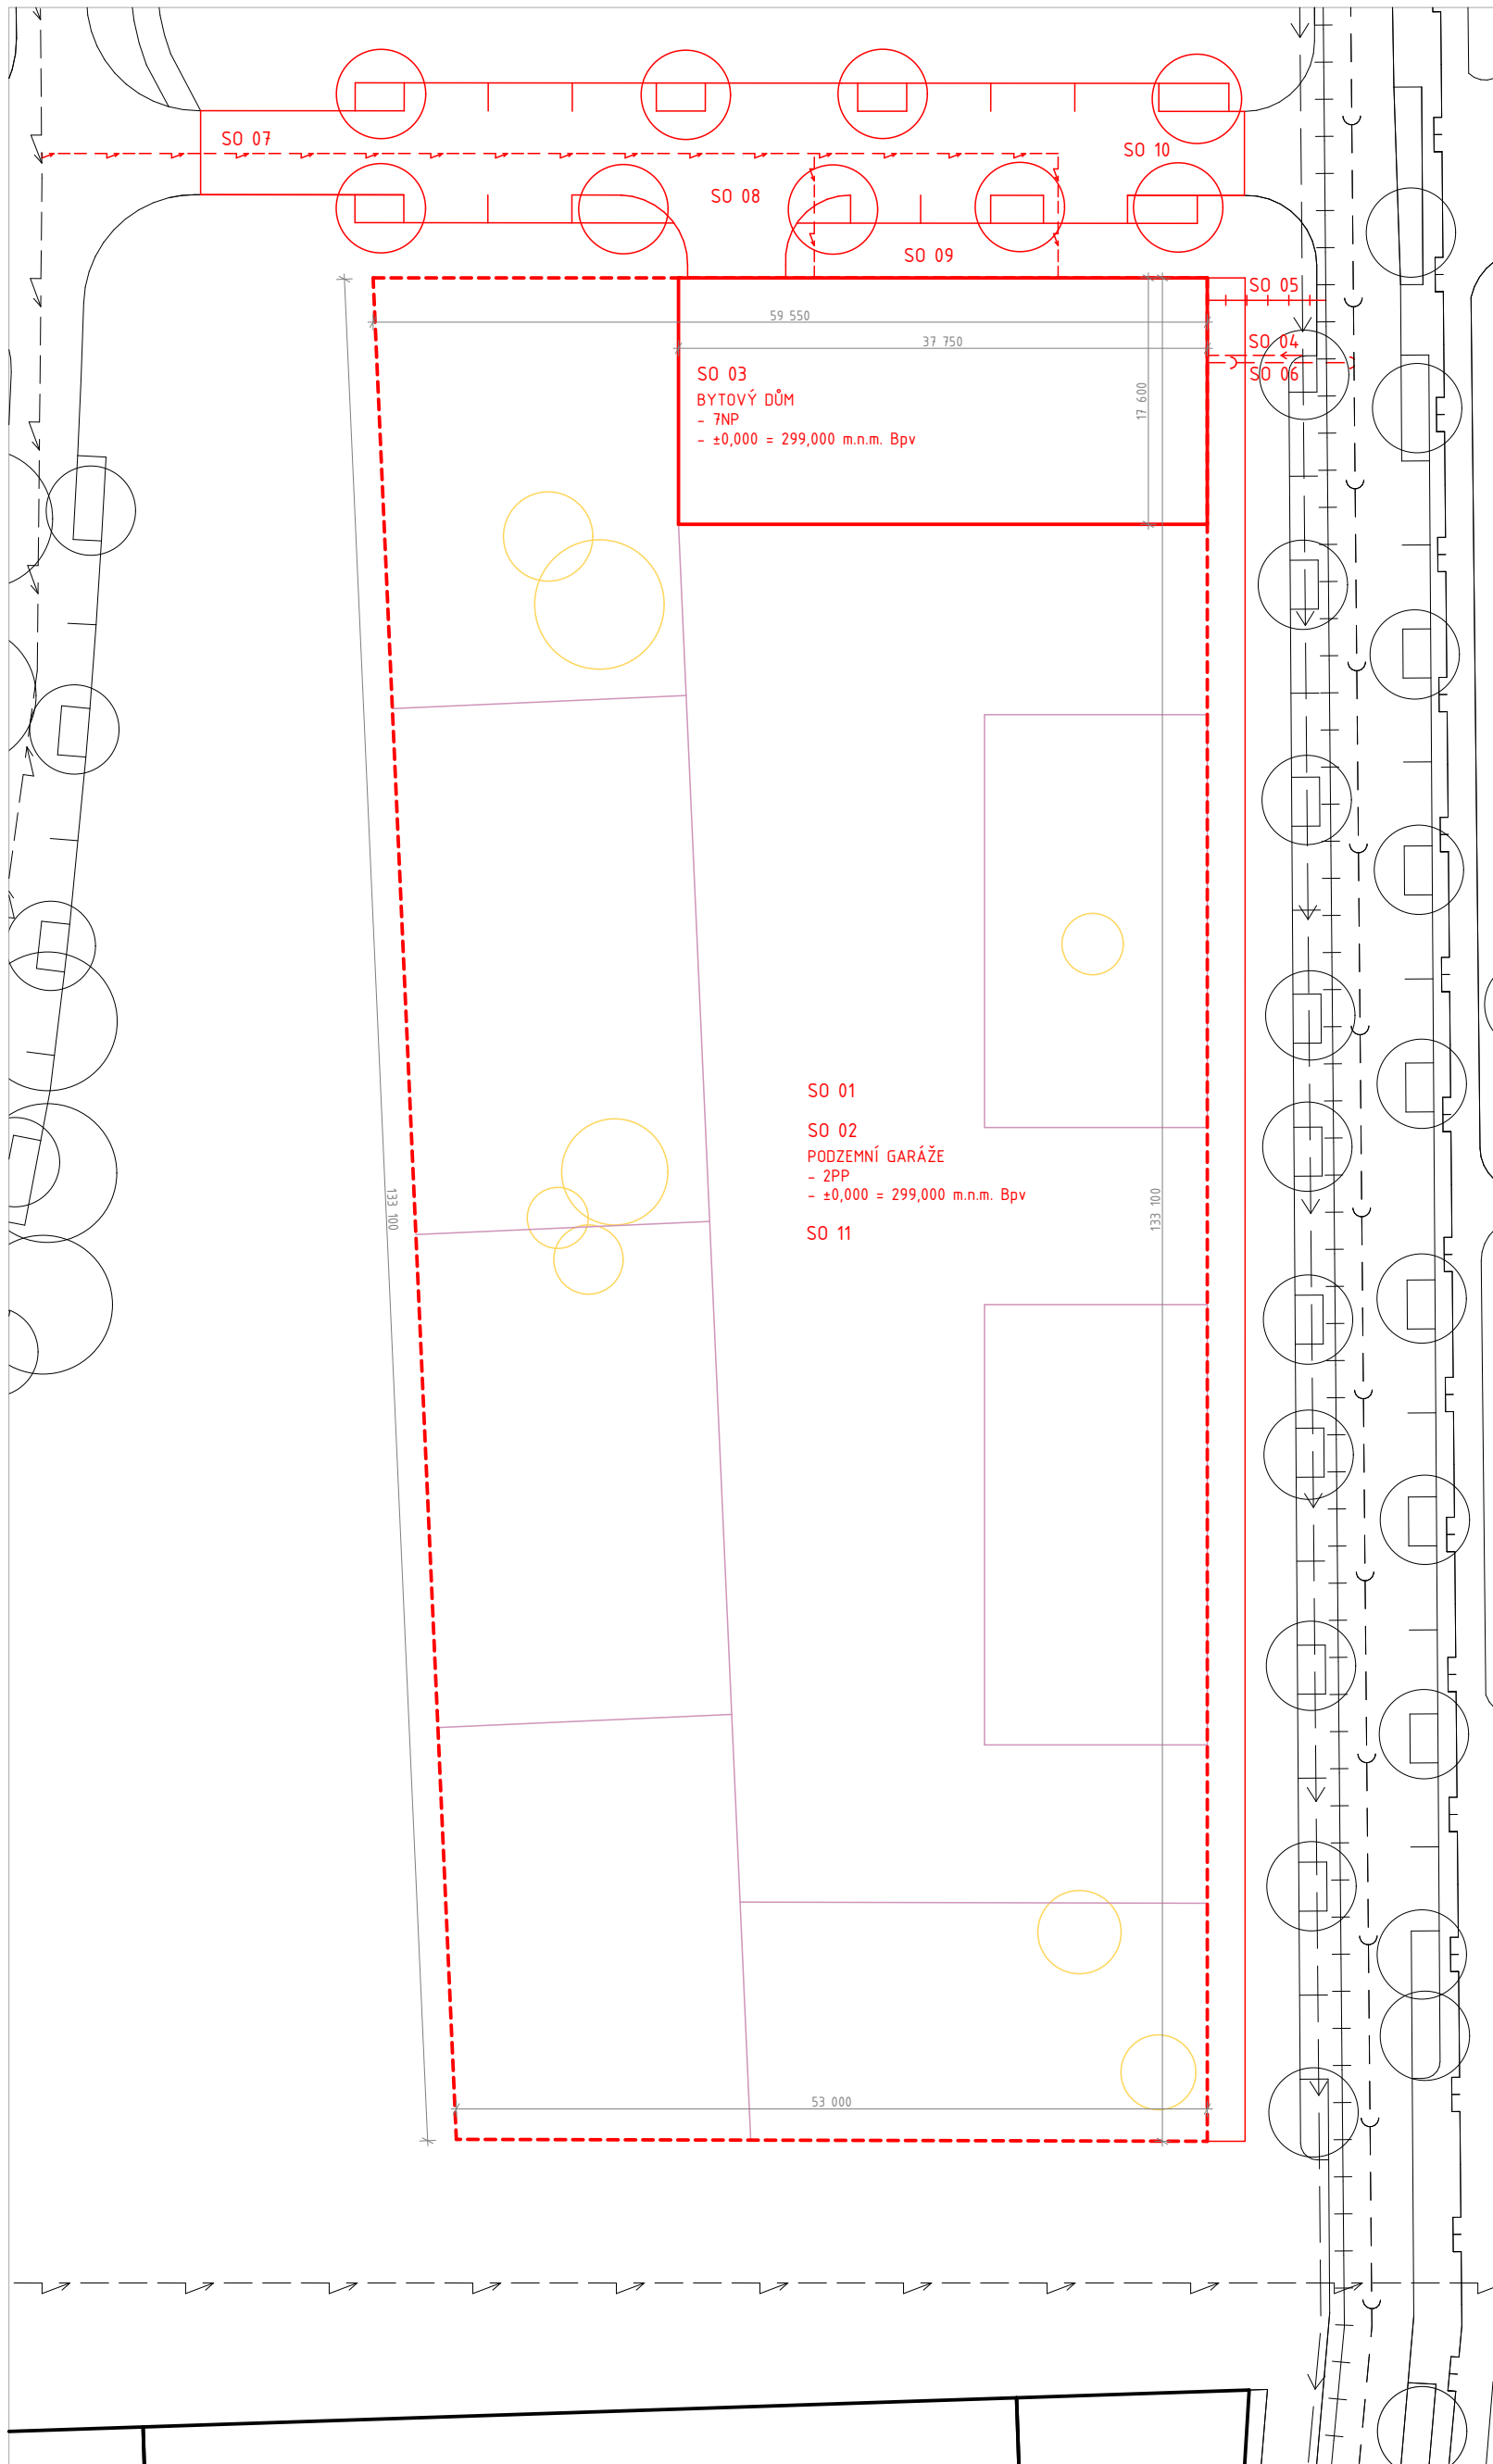 SO 07
SO 10
SO 08
SO 09
SO 05
59 550
SO 04
37 750
SO 06
SO 03
BYTOVÝ DŮM
- 7NP
- ±0,000 = 299,000 m.n.m. Bpv
17 600
SO 01
SO 02
PODZEMNÍ GARÁŽE
- 2PP
- ±0,000 = 299,000 m.n.m. Bpv
133 100
133 100
SO 11
53 000